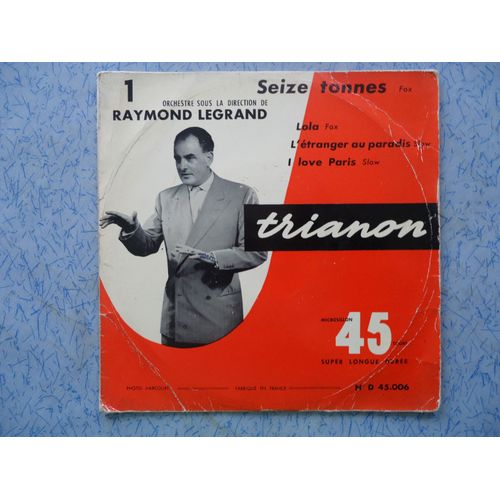 1
Seize tonnes Fox
ORCHESTRE SOUS LA DIRECTION DE
RAYMOND LEGRAND
Lola Fox
L'étranger au paradis Slow
I love Paris Slow
trianon
MICROSILLON 45 TOURS
SUPER LONGUE DURÉE
PHOTO HARCOURT FABRIQUÉ EN FRANCE N° D 45.006